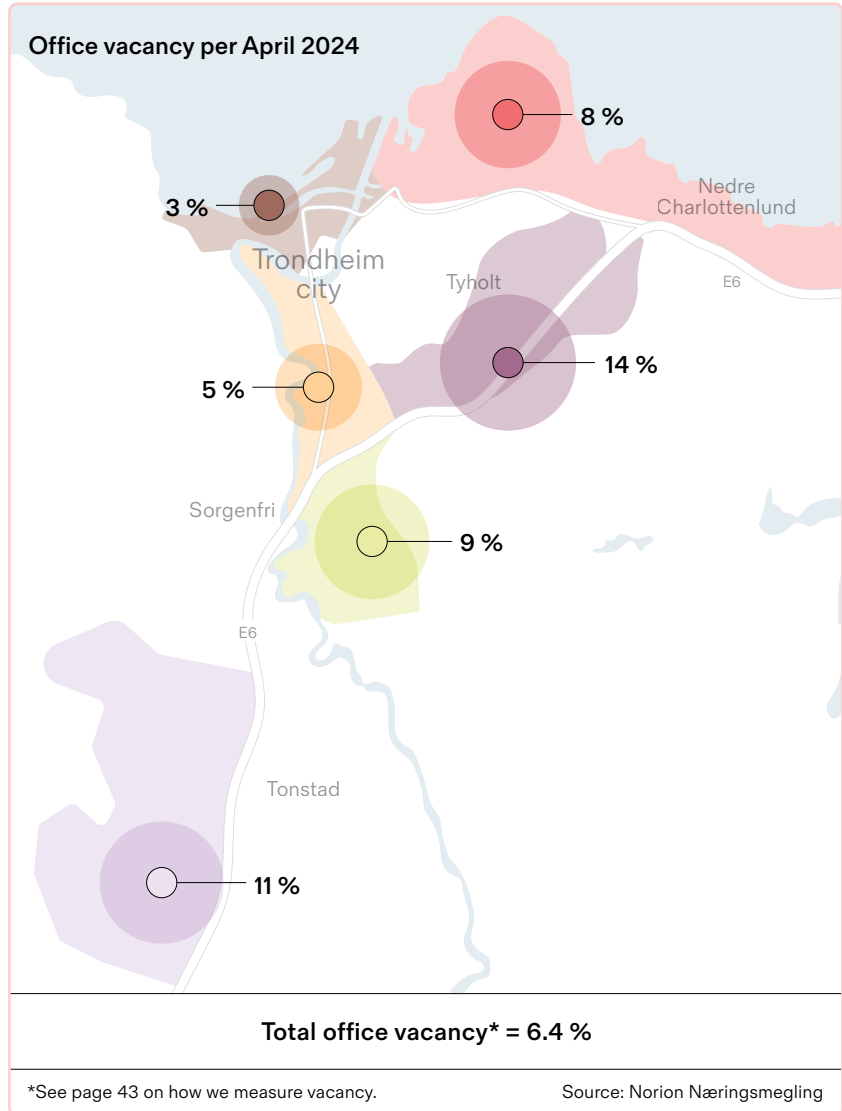 Office vacancy per April 2024
8 %
Nedre
Charlottenlund
3 %
Trondheim
city
Tyholt
E6
14 %
5 %
Sorgenfri
9 %
E6
Tonstad
11 %
Total office vacancy* = 6.4 %
*See page 43 on how we measure vacancy.
Source: Norion Næringsmegling